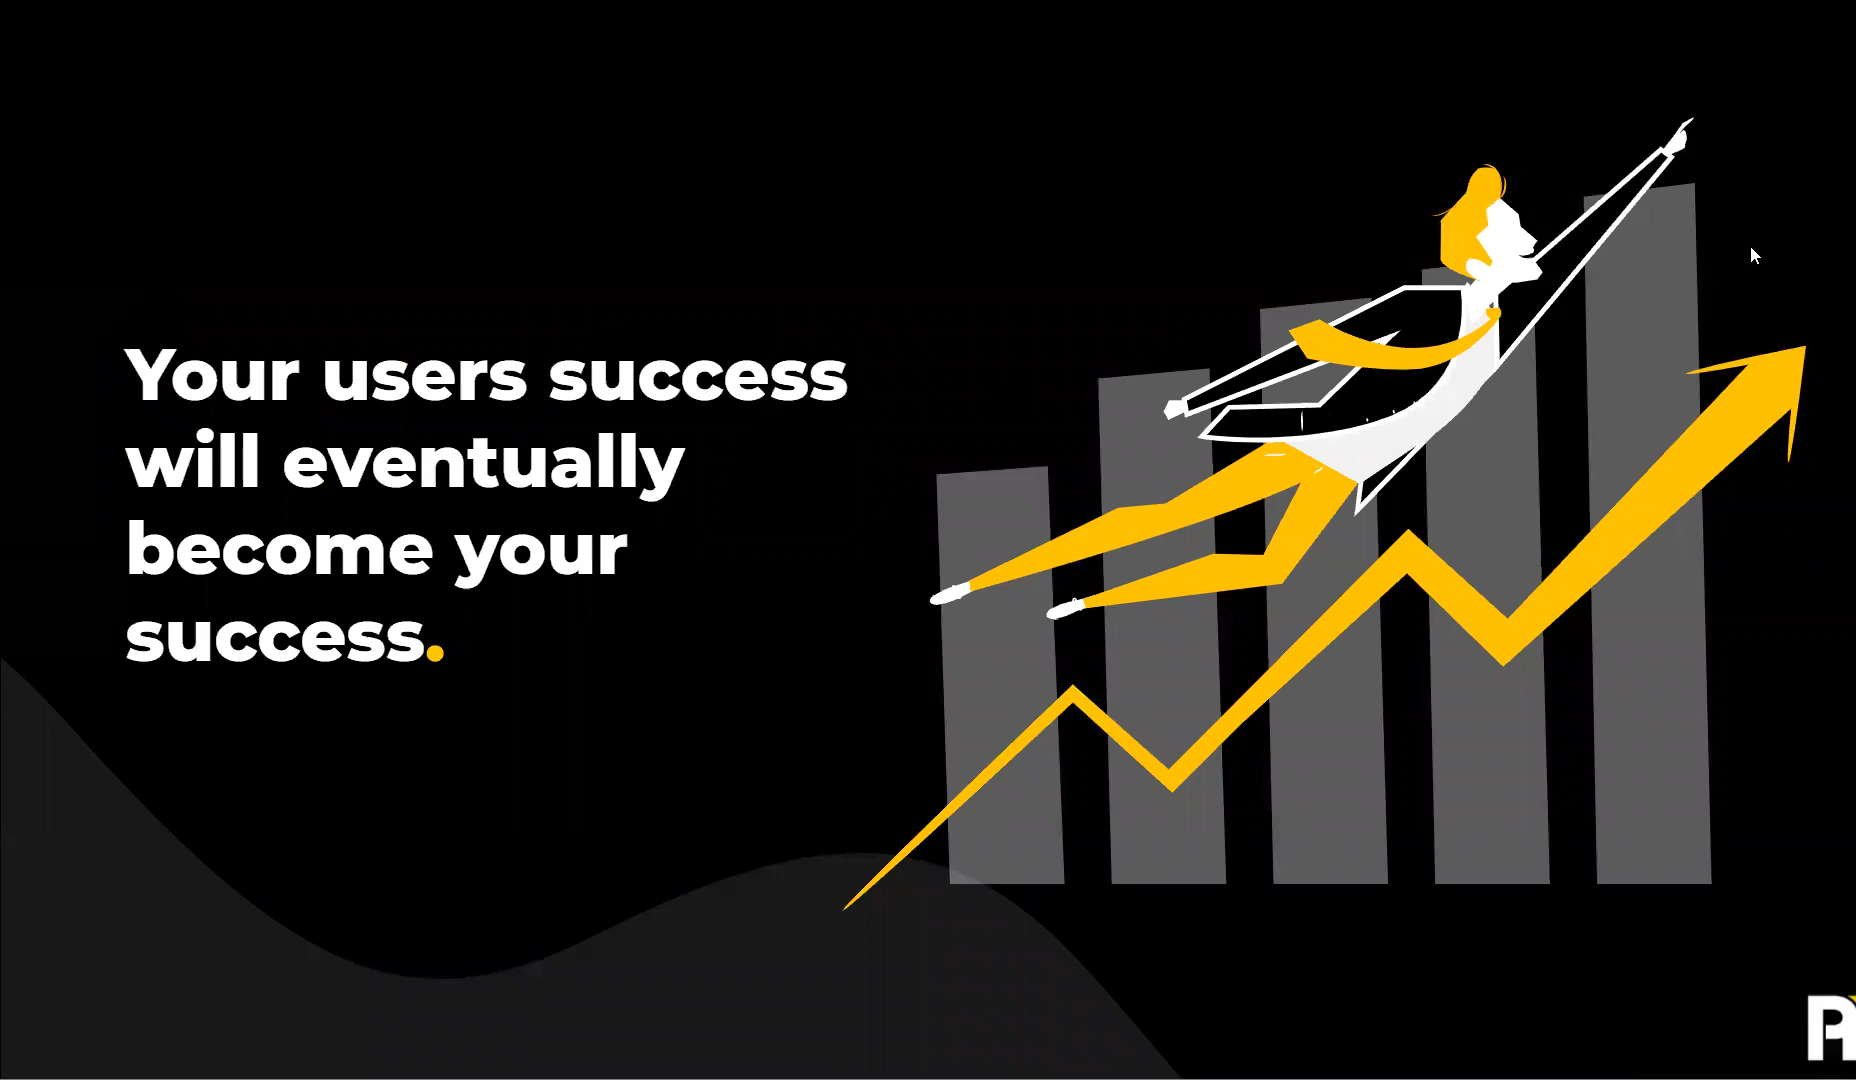 Your users success
will eventually
become your
success.